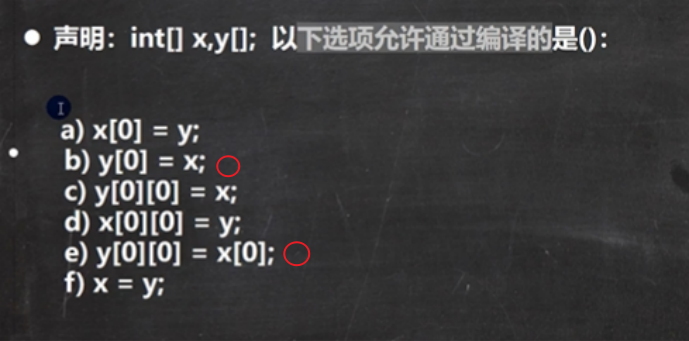 ● 声明：int[] x,y[]; 以下选项允许通过编译的是()：
a) x[0] = y;
b) y[0] = x;
c) y[0][0] = x;
d) x[0][0] = y;
e) y[0][0] = x[0];
f) x = y;